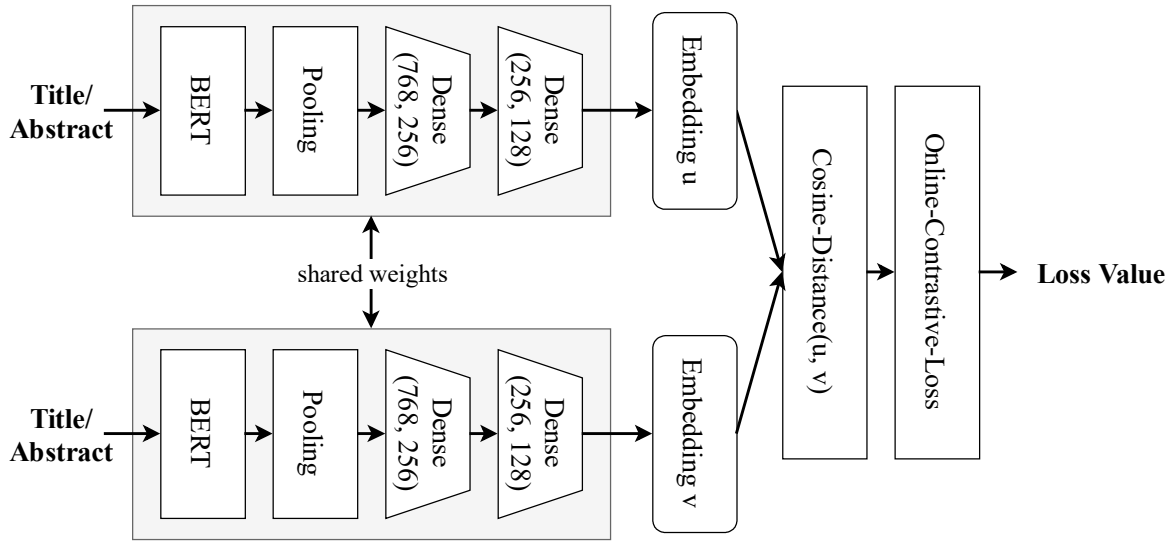 Title/
Abstract
BERT
Pooling
Dense
(768, 256)
Dense
(256, 128)
Embedding u
shared weights
Title/
Abstract
BERT
Pooling
Dense
(768, 256)
Dense
(256, 128)
Embedding v
Cosine-Distance(u, v)
Online-Contrastive-Loss
Loss Value